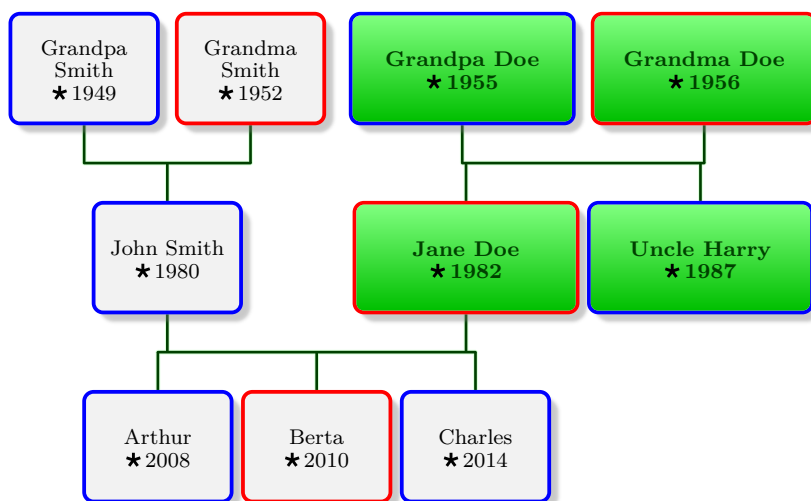 Grandpa
Smith
★1949
Grandma
Smith
★1952
Grandpa Doe
★1955
Grandma Doe
★1956
John Smith
★1980
Jane Doe
★1982
Uncle Harry
★1987
Arthur
★2008
Berta
★2010
Charles
★2014